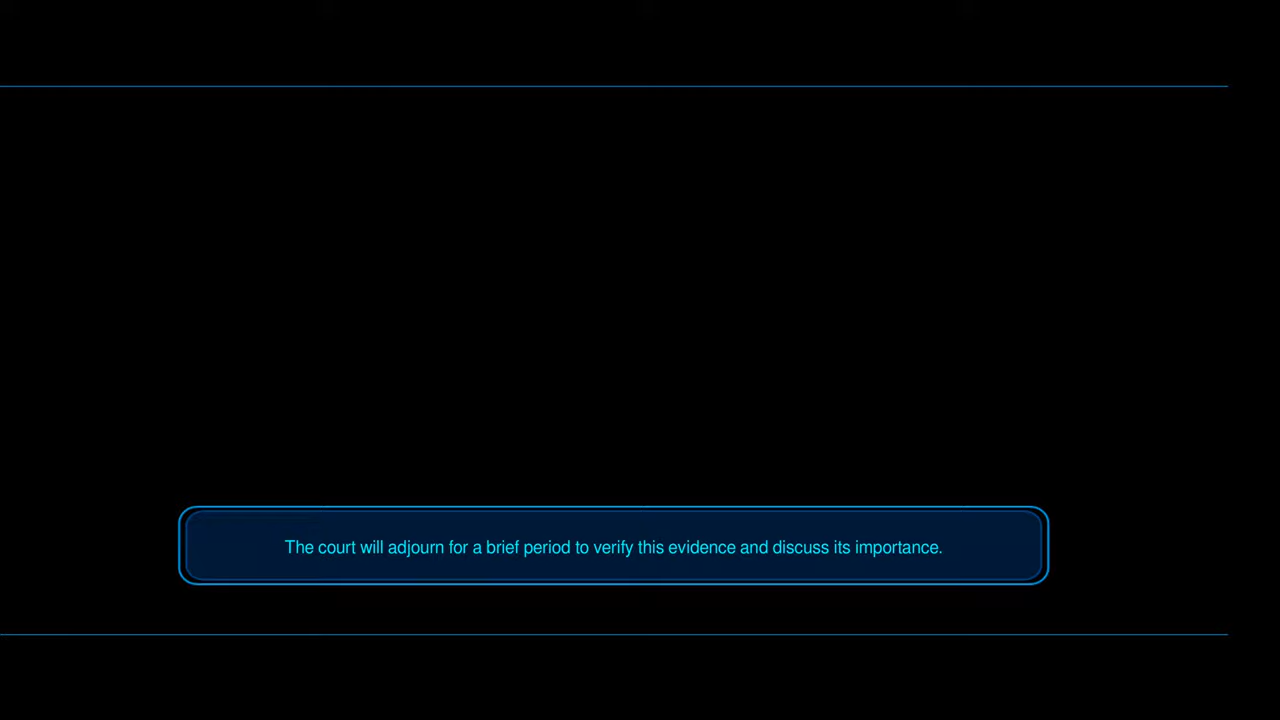 The court will adjourn for a brief period to verify this evidence and discuss its importance.